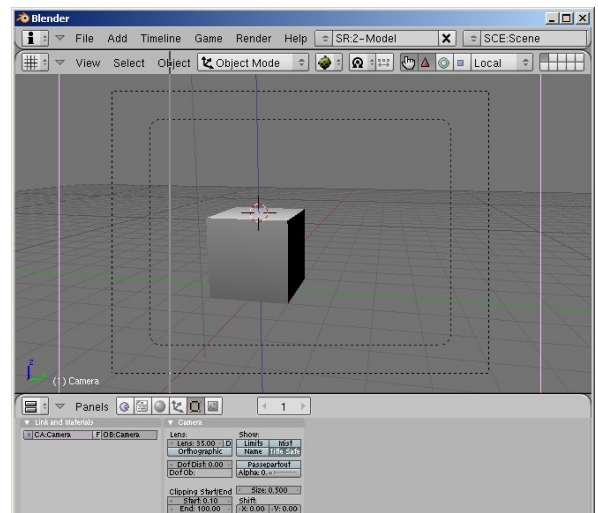 Blender
File Add Timeline Game Render Help SR:2-Model SCE:Scene
View Select Object Object Mode Local
z
(1) Camera
Panels 1
Link and Materials
Camera
CA:Camera F OB:Camera
Lens:
Show:
Lens: 35.00 D
Limits Mist
Orthographic
Name Title Safe
DofDist: 0.00
Passepartout
Dof Ob:
Alpha: 0.
Clipping Start/End
Size: 0.500
Start: 0.10
Shift:
End: 100.00
X: 0.00 Y: 0.00